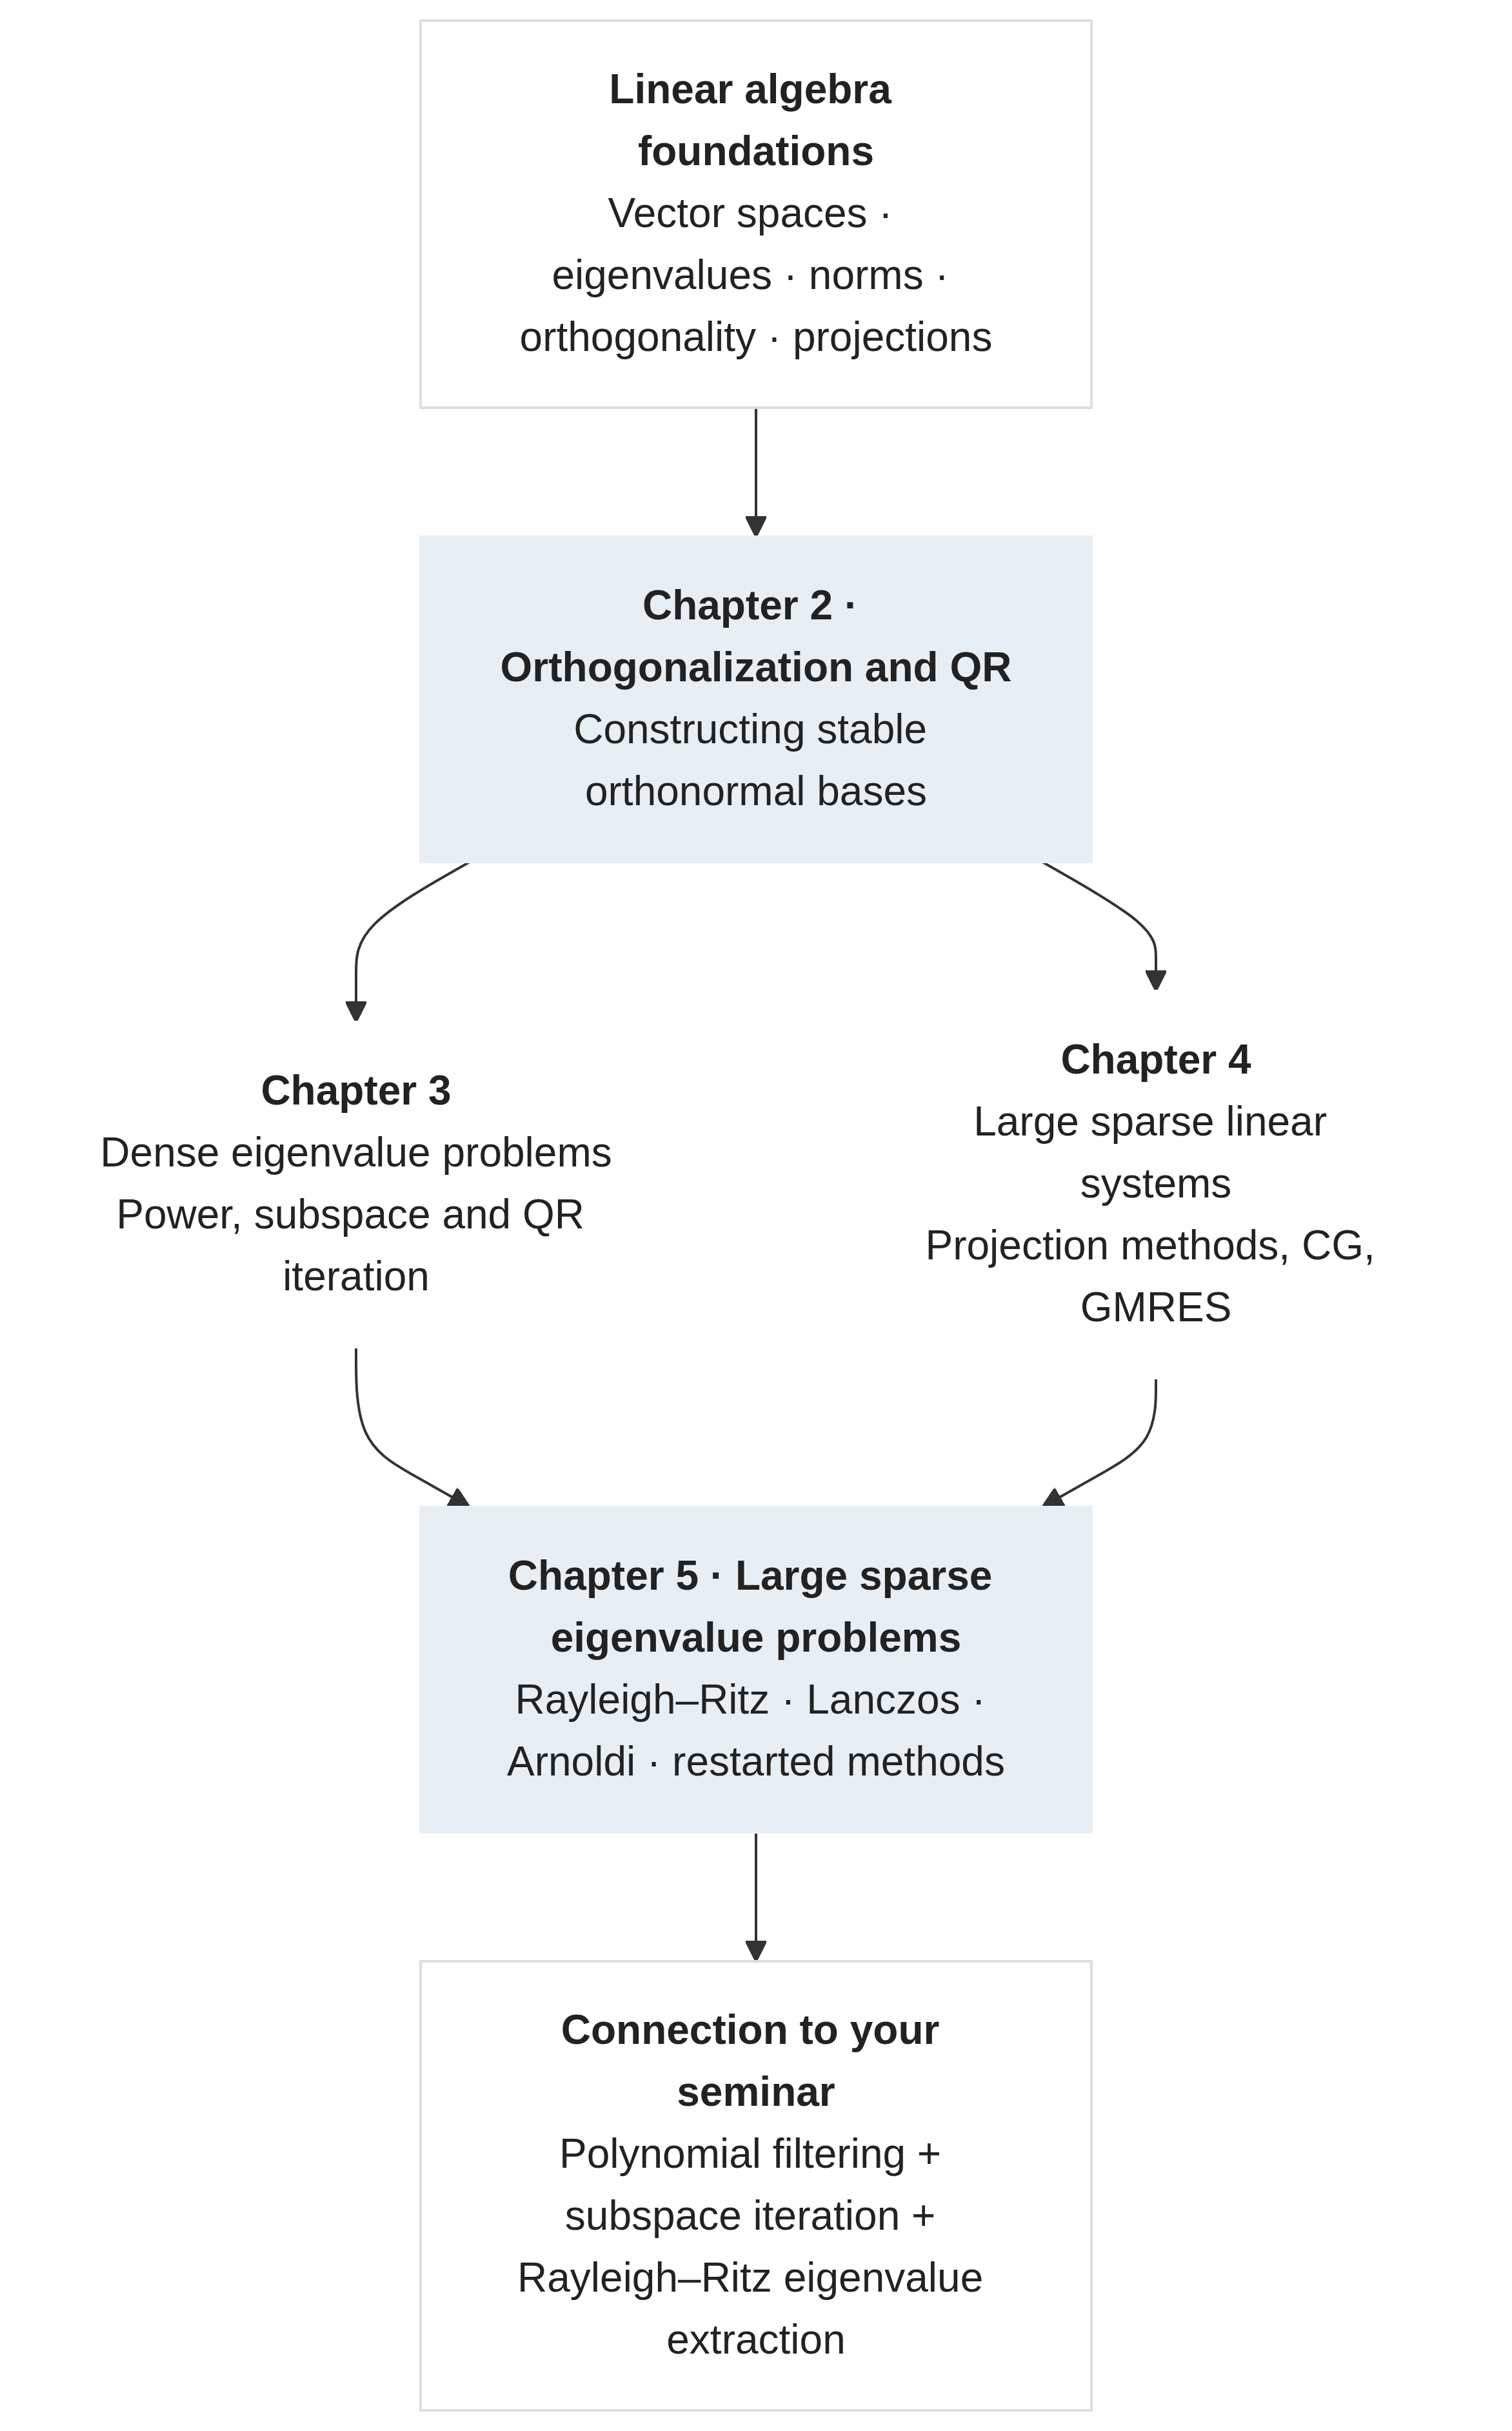 Linear algebra
foundations
Vector spaces ·
eigenvalues · norms ·
orthogonality · projections
Chapter 2 ·
Orthogonalization and QR
Constructing stable
orthonormal bases
Chapter 3
Dense eigenvalue problems
Power, subspace and QR
iteration
Chapter 4
Large sparse linear
systems
Projection methods, CG,
GMRES
Chapter 5 · Large sparse
eigenvalue problems
Rayleigh–Ritz · Lanczos ·
Arnoldi · restarted methods
Connection to your
seminar
Polynomial filtering +
subspace iteration +
Rayleigh–Ritz eigenvalue
extraction